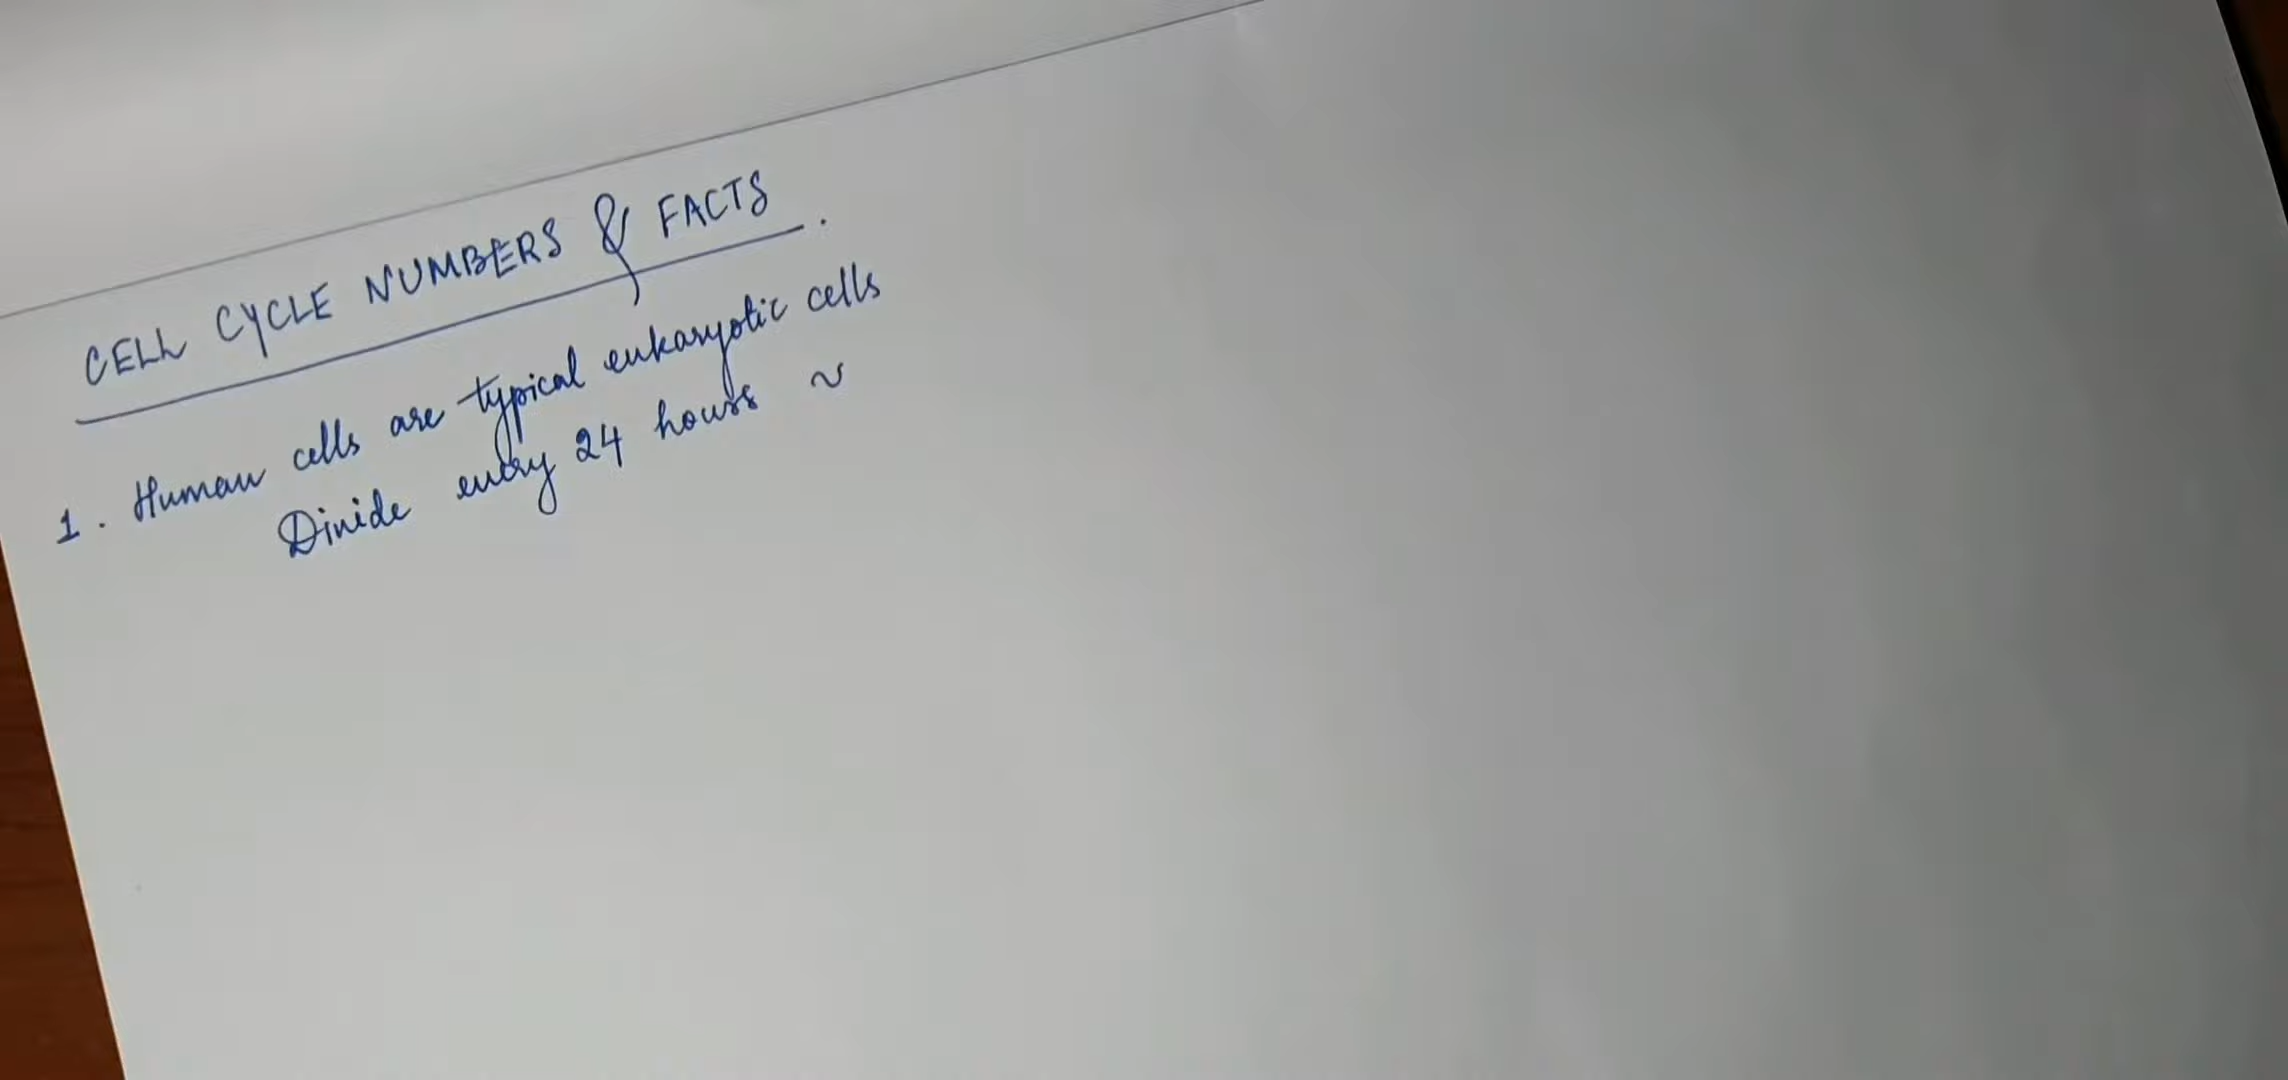 CELL CYCLE NUMBERS & FACTS.
1. Human cells are typical eukaryotic cells
Divide every 24 hours ~